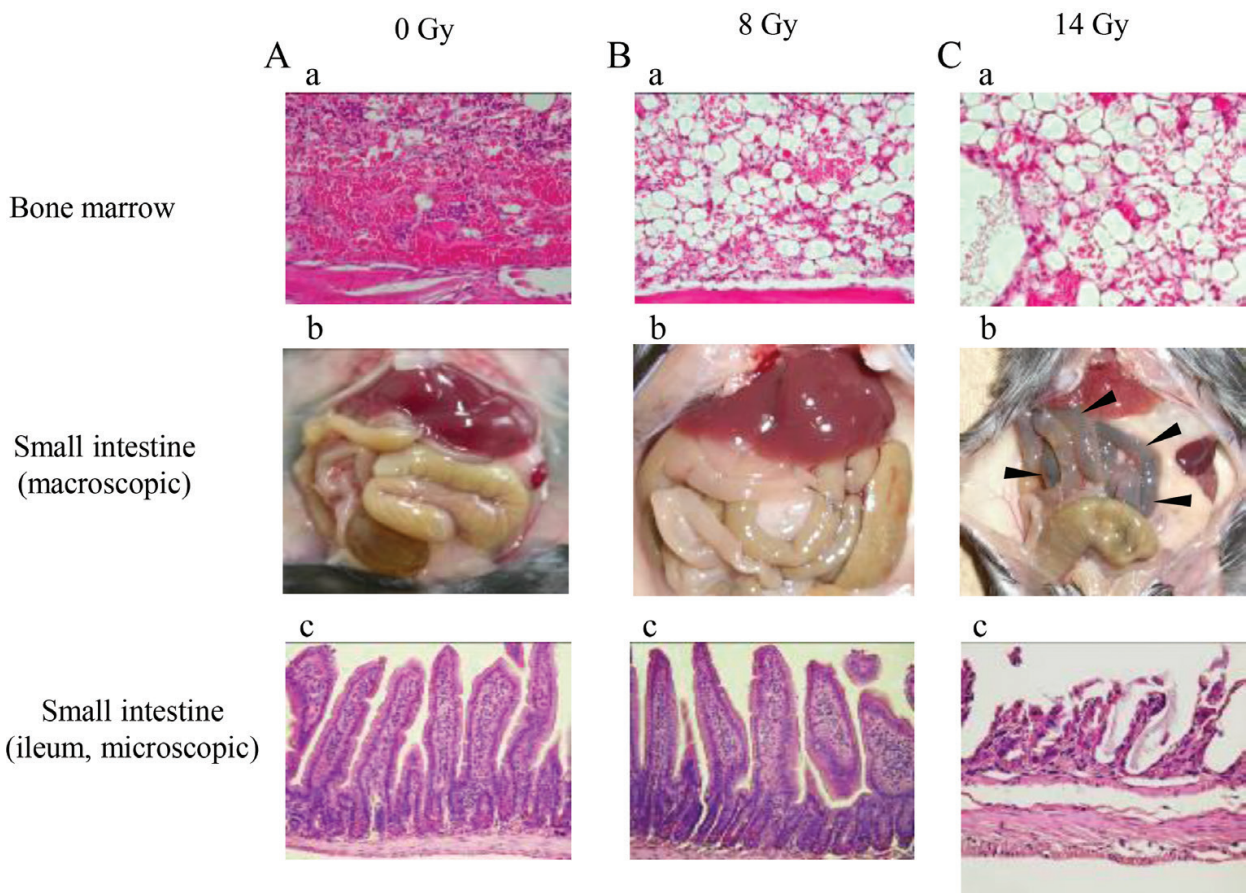 0 Gy
8 Gy
14 Gy
A
B
C
a
a
a
Bone marrow
b
b
b
Small intestine
(macroscopic)
c
c
c
Small intestine
(ileum, microscopic)